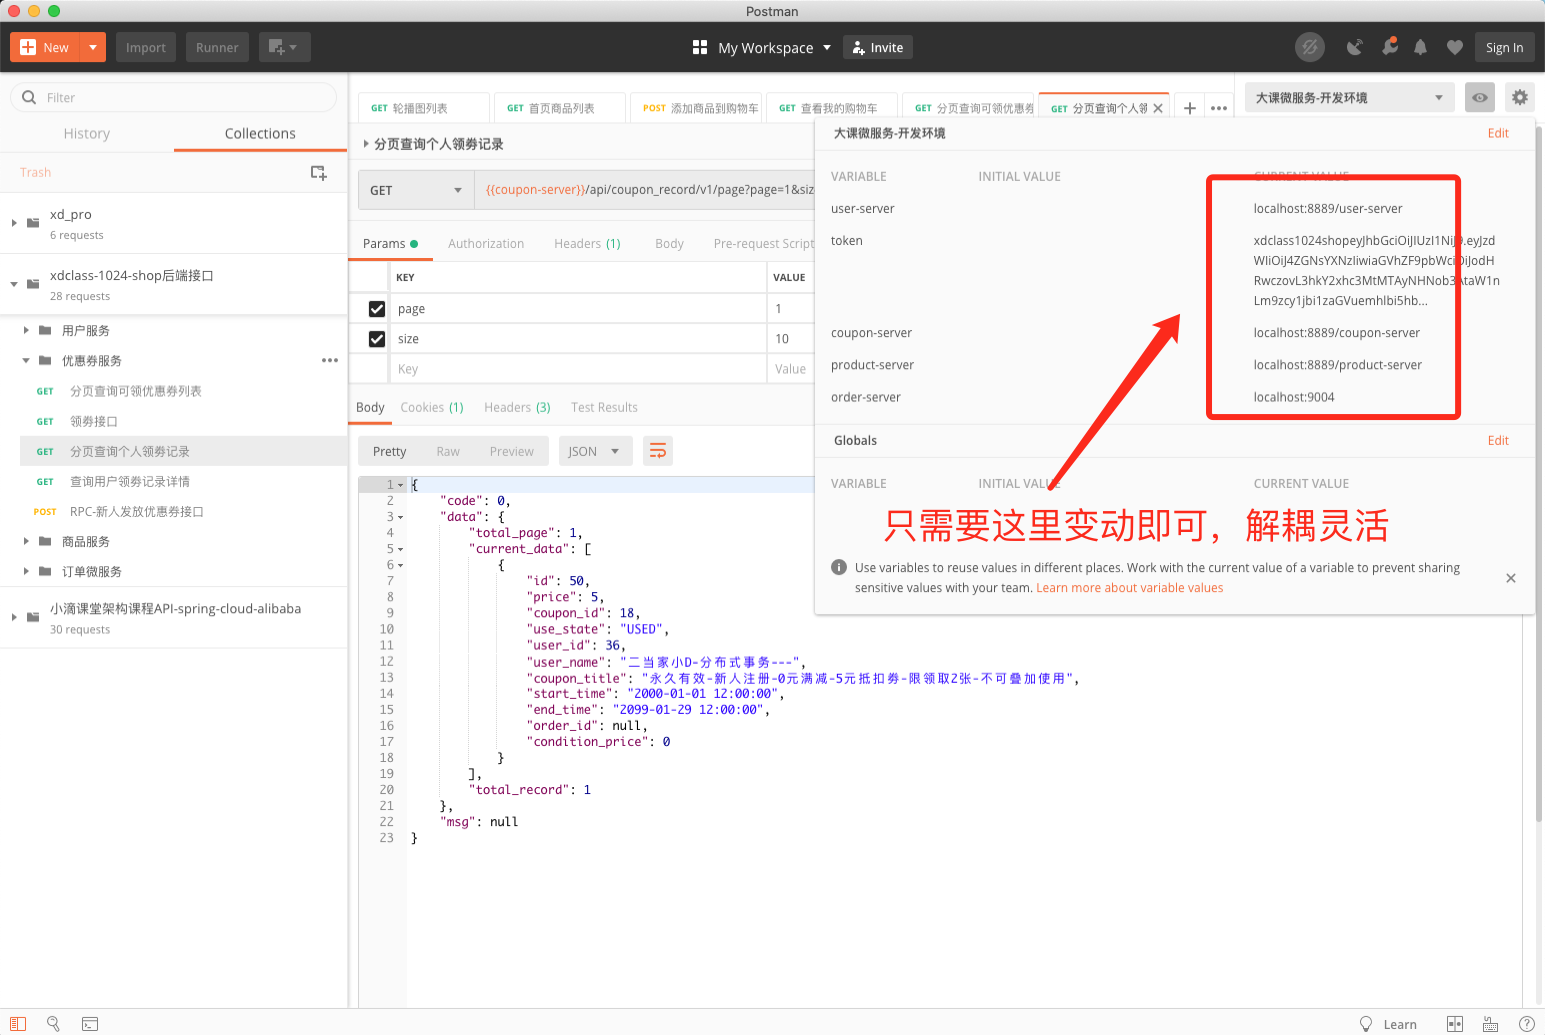 Postman
New
Import
Runner
My Workspace
Invite
Sign In
Filter
History
Collections
Trash
xd_pro
6 requests
xdclass-1024-shop后端接口
28 requests
用户服务
优惠券服务
GET 分页查询可领优惠券列表
GET 领劵接口
GET 分页查询个人领劵记录
GET 查询用户领劵记录详情
POST RPC-新人发放优惠券接口
商品服务
订单微服务
小滴课堂架构课程API-spring-cloud-alibaba
30 requests
GET 轮播图列表
GET 首页商品列表
POST 添加商品到购物车
GET 查看我的购物车
GET 分页查询可领优惠券
GET 分页查询个人领
大课微服务-开发环境
分页查询个人领劵记录
GET
{{coupon-server}}/api/coupon_record/v1/page?page=1&siz
Params
Authorization
Headers (1)
Body
Pre-request Script
KEY VALUE
page 1
size 10
Key Value
Body
Cookies (1)
Headers (3)
Test Results
Pretty
Raw
Preview
JSON
1 {
2 "code": 0,
3 "data": {
4 "total_page": 1,
5 "current_data": [
6 {
7 "id": 50,
8 "price": 5,
9 "coupon_id": 18,
10 "use_state": "USED",
11 "user_id": 36,
12 "user_name": "二当家小D-分布式事务---",
13 "coupon_title": "永久有效-新人注册-0元满减-5元抵扣劵-限领取2张-不可叠加使用",
14 "start_time": "2000-01-01 12:00:00",
15 "end_time": "2099-01-29 12:00:00",
16 "order_id": null,
17 "condition_price": 0
18 }
19 ],
20 "total_record": 1
21 },
22 "msg": null
23 }
大课微服务-开发环境
Edit
VARIABLE INITIAL VALUE CURRENT VALUE
user-server localhost:8889/user-server
token xdclass1024shopeyJhbGciOiJIUzI1NiJ9.eyJzd
WIiOiJ4ZGNsYXNzIiwiaGVhZF9pbWciOiJodH
RwczovL3hkY2xhc3MtMTAyNHNob3AtaW1n
Lm9zcy1jbi1zaGVuemhlbi5hb...
coupon-server localhost:8889/coupon-server
product-server localhost:8889/product-server
order-server localhost:9004
Globals
Edit
VARIABLE INITIAL VALUE CURRENT VALUE
只需要这里变动即可，解耦灵活
Use variables to reuse values in different places. Work with the current value of a variable to prevent sharing
sensitive values with your team. Learn more about variable values
Learn